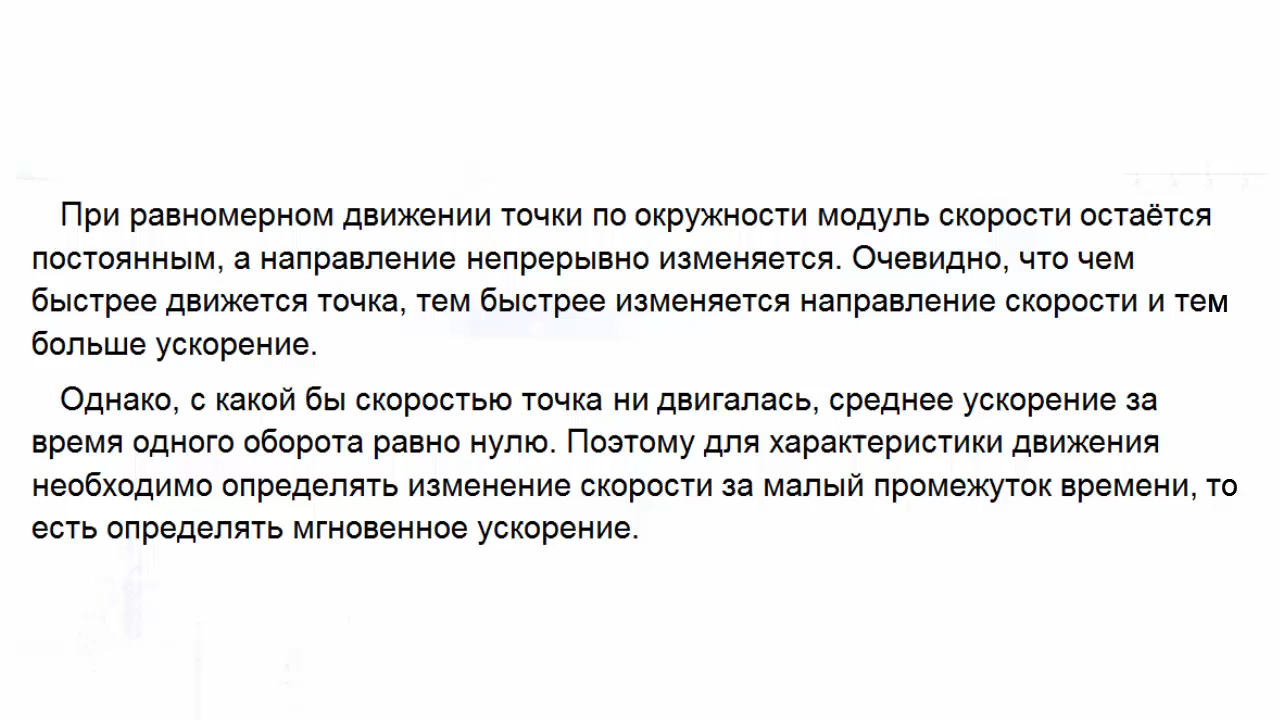 При равномерном движении точки по окружности модуль скорости остаётся
постоянным, а направление непрерывно изменяется. Очевидно, что чем
быстрее движется точка, тем быстрее изменяется направление скорости и тем
больше ускорение.
Однако, с какой бы скоростью точка ни двигалась, среднее ускорение за
время одного оборота равно нулю. Поэтому для характеристики движения
необходимо определять изменение скорости за малый промежуток времени, то
есть определять мгновенное ускорение.